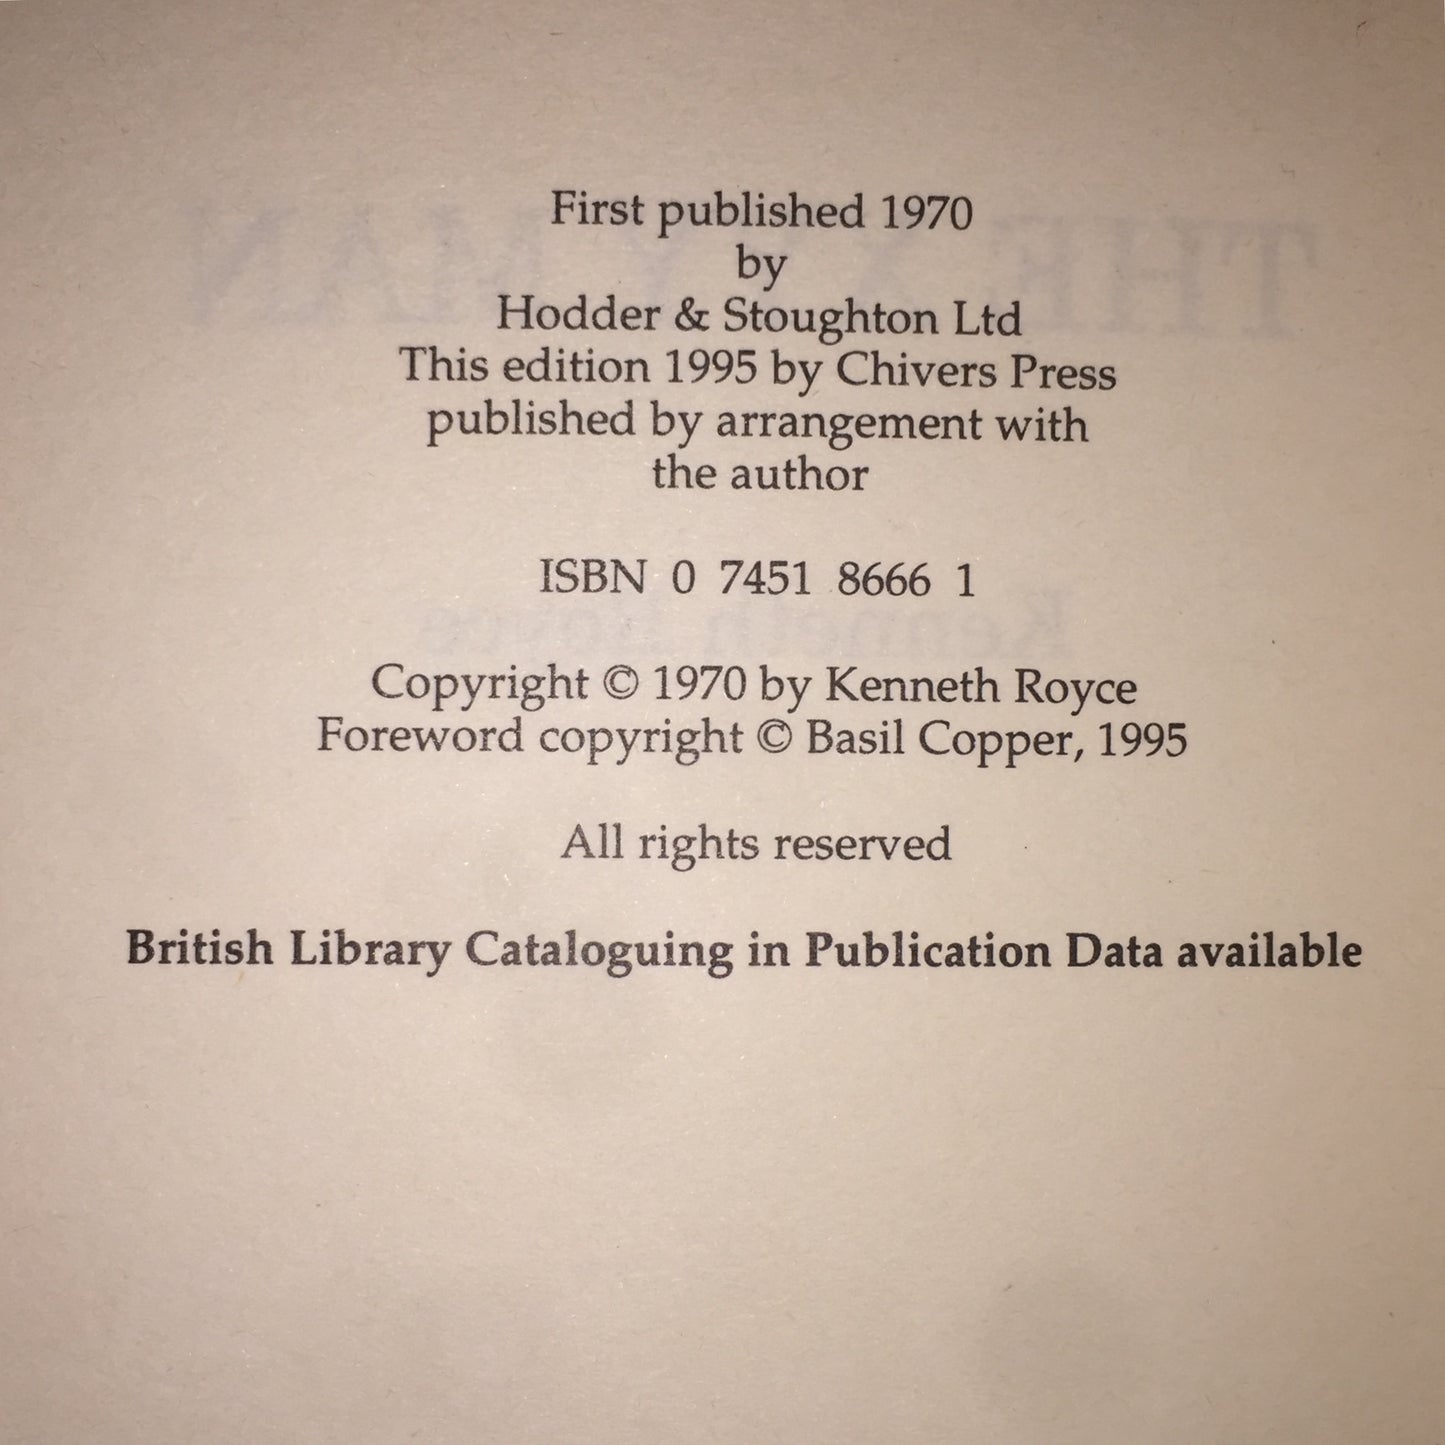 First published 1970
by
Hodder & Stoughton Ltd
This edition 1995 by Chivers Press
published by arrangement with
the author
ISBN 0 7451 8666 1
Copyright © 1970 by Kenneth Royce
Foreword copyright © Basil Copper, 1995
All rights reserved
British Library Cataloguing in Publication Data available